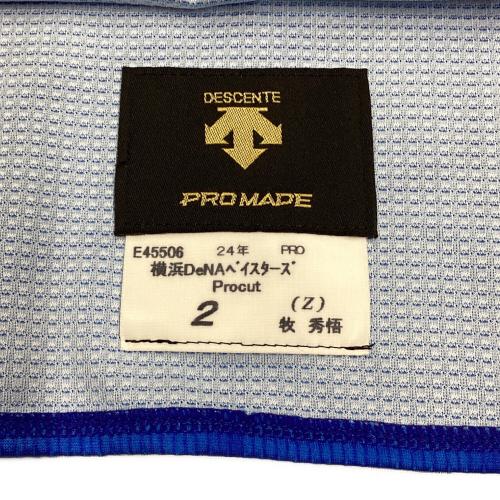 DESCENTE
PRO MADE
E45506 24年 PRO
横浜DeNAベイスターズ
Procut
2 (Z)
牧 秀悟